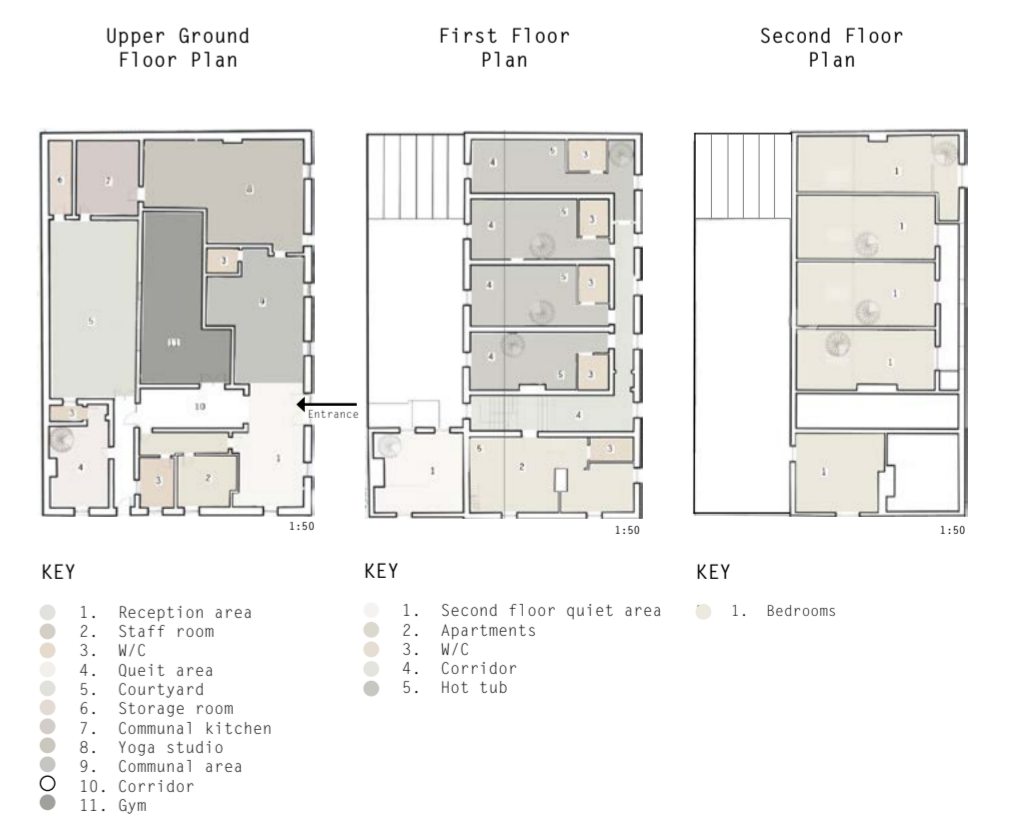 Upper Ground
Floor Plan
First Floor
Plan
Second Floor
Plan
6
7
8
3
9
5
11
10
Entrance
3
4
3
2
1
1:50
4
5
3
4
5
3
4
5
3
4
5
3
4
1
5
2
3
1:50
1
1
1
1
1
1:50
KEY
1. Reception area
2. Staff room
3. W/C
4. Queit area
5. Courtyard
6. Storage room
7. Communal kitchen
8. Yoga studio
9. Communal area
10. Corridor
11. Gym
KEY
1. Second floor quiet area
2. Apartments
3. W/C
4. Corridor
5. Hot tub
KEY
1. Bedrooms